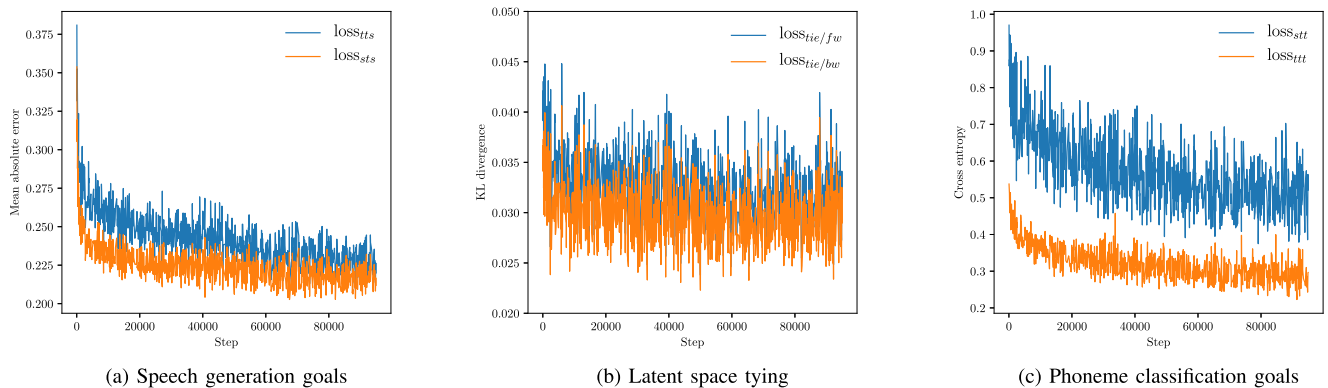 0.375
0.350
0.325
0.300
0.275
0.250
0.225
0.200
Mean absolute error
loss_tts
loss_sts
0 20000 40000 60000 80000
Step
(a) Speech generation goals
0.050
0.045
0.040
0.035
0.030
0.025
0.020
KL divergence
loss_tie/fw
loss_tie/bw
0 20000 40000 60000 80000
Step
(b) Latent space tying
1.0
0.9
0.8
0.7
0.6
0.5
0.4
0.3
0.2
Cross entropy
loss_stt
loss_ttt
0 20000 40000 60000 80000
Step
(c) Phoneme classification goals